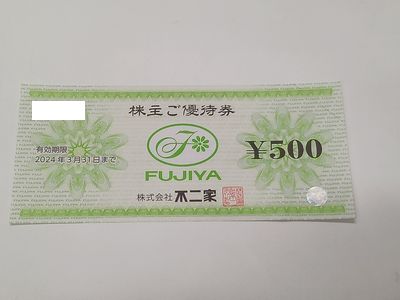 株主ご優待券
有効期限
2024年3月31日まで
F
FUJIYA
¥500
株式会社 不二家